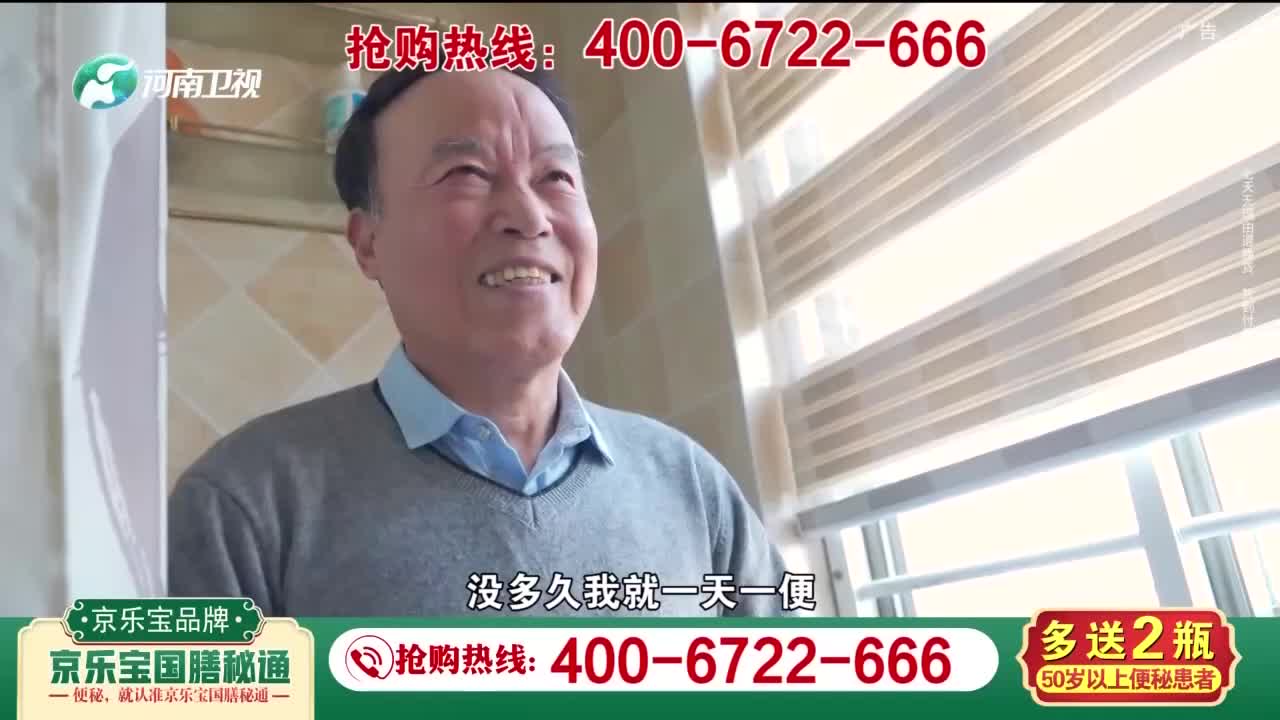 抢购热线：400-6722-666
广告
河南卫视
没多久我就一天一便
京乐宝品牌
京乐宝国膳秘通
便秘，就认准京乐宝国膳秘通
抢购热线：400-6722-666
多送2瓶
50岁以上便秘患者